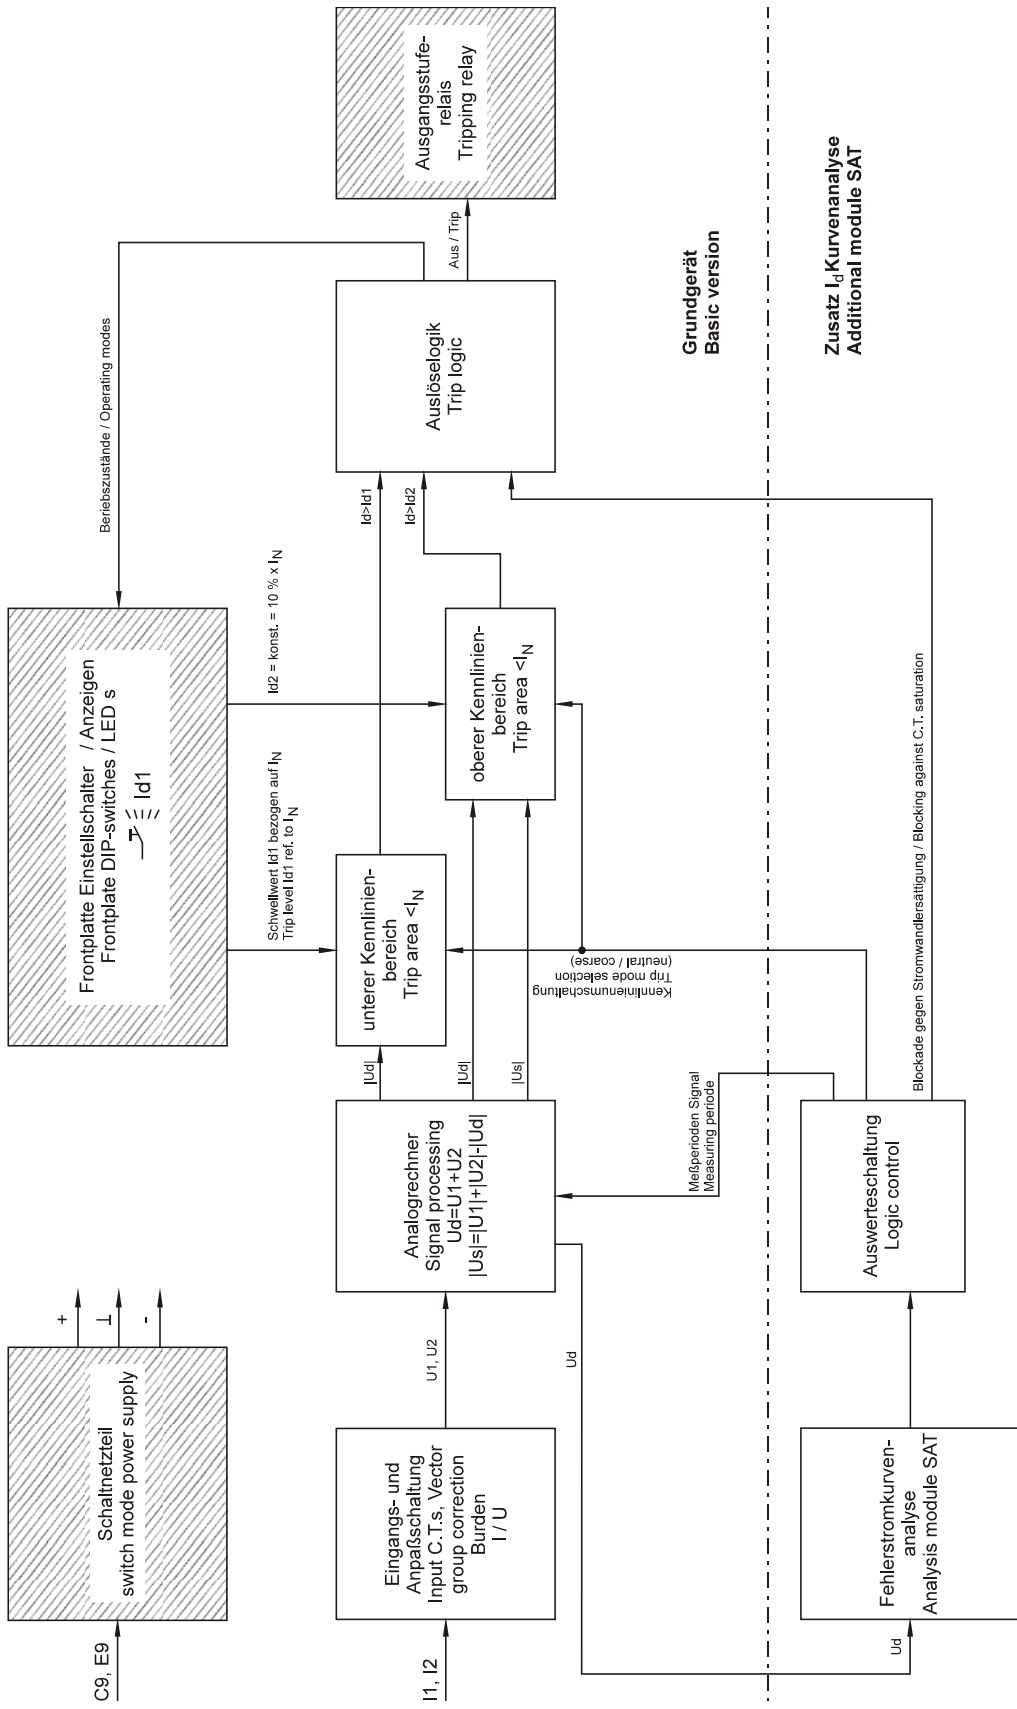 C9, E9
Schaltnetzteil
switch mode power supply
+
⊥
-
Frontplatte Einstellschalter / Anzeigen
Frontplate DIP-switches / LED s
Id1
Beriebszustände / Operating modes
Schwellwert Id1 bezogen auf IN
Trip level Id1 ref. to IN
Id2 = konst. = 10 % x IN
I1, I2
Eingangs- und
Anpaßschaltung
Input C.T.s, Vector
group correction
Burden
I / U
U1, U2
Analogrechner
Signal processing
Ud=U1+U2
|Us|=|U1|+|U2|-|Ud|
|Ud|
|Ud|
|Us|
unterer Kennlinien-
bereich
Trip area <IN
oberer Kennlinien-
bereich
Trip area <IN
Id>Id1
Id>Id2
Auslöselogik
Trip logic
Aus / Trip
Ausgangsstufe-
relais
Tripping relay
Kennlinienumschaltung
Trip mode selection
(neutral / coarse)
Ud
Meßperioden Signal
Measuring periode
Grundgerät
Basic version
Zusatz Id Kurvenanalyse
Additional module SAT
Ud
Fehlerstromkurven-
analyse
Analysis module SAT
Auswerteschaltung
Logic control
Blockade gegen Stromwandlersättigung / Blocking against C.T. saturation